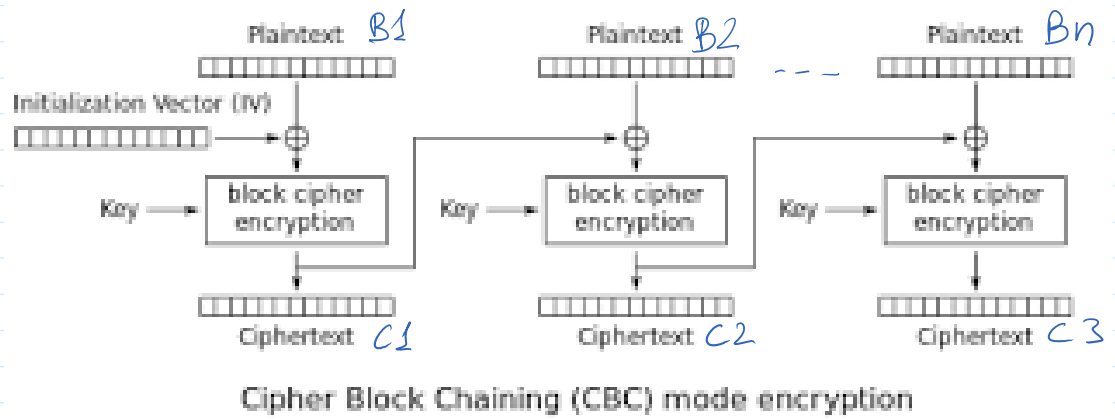 Plaintext B1 Plaintext B2 Plaintext Bn
- - -
Initialization Vector (IV)
Key block cipher encryption Key block cipher encryption Key block cipher encryption
Ciphertext C1 Ciphertext C2 Ciphertext C3
Cipher Block Chaining (CBC) mode encryption